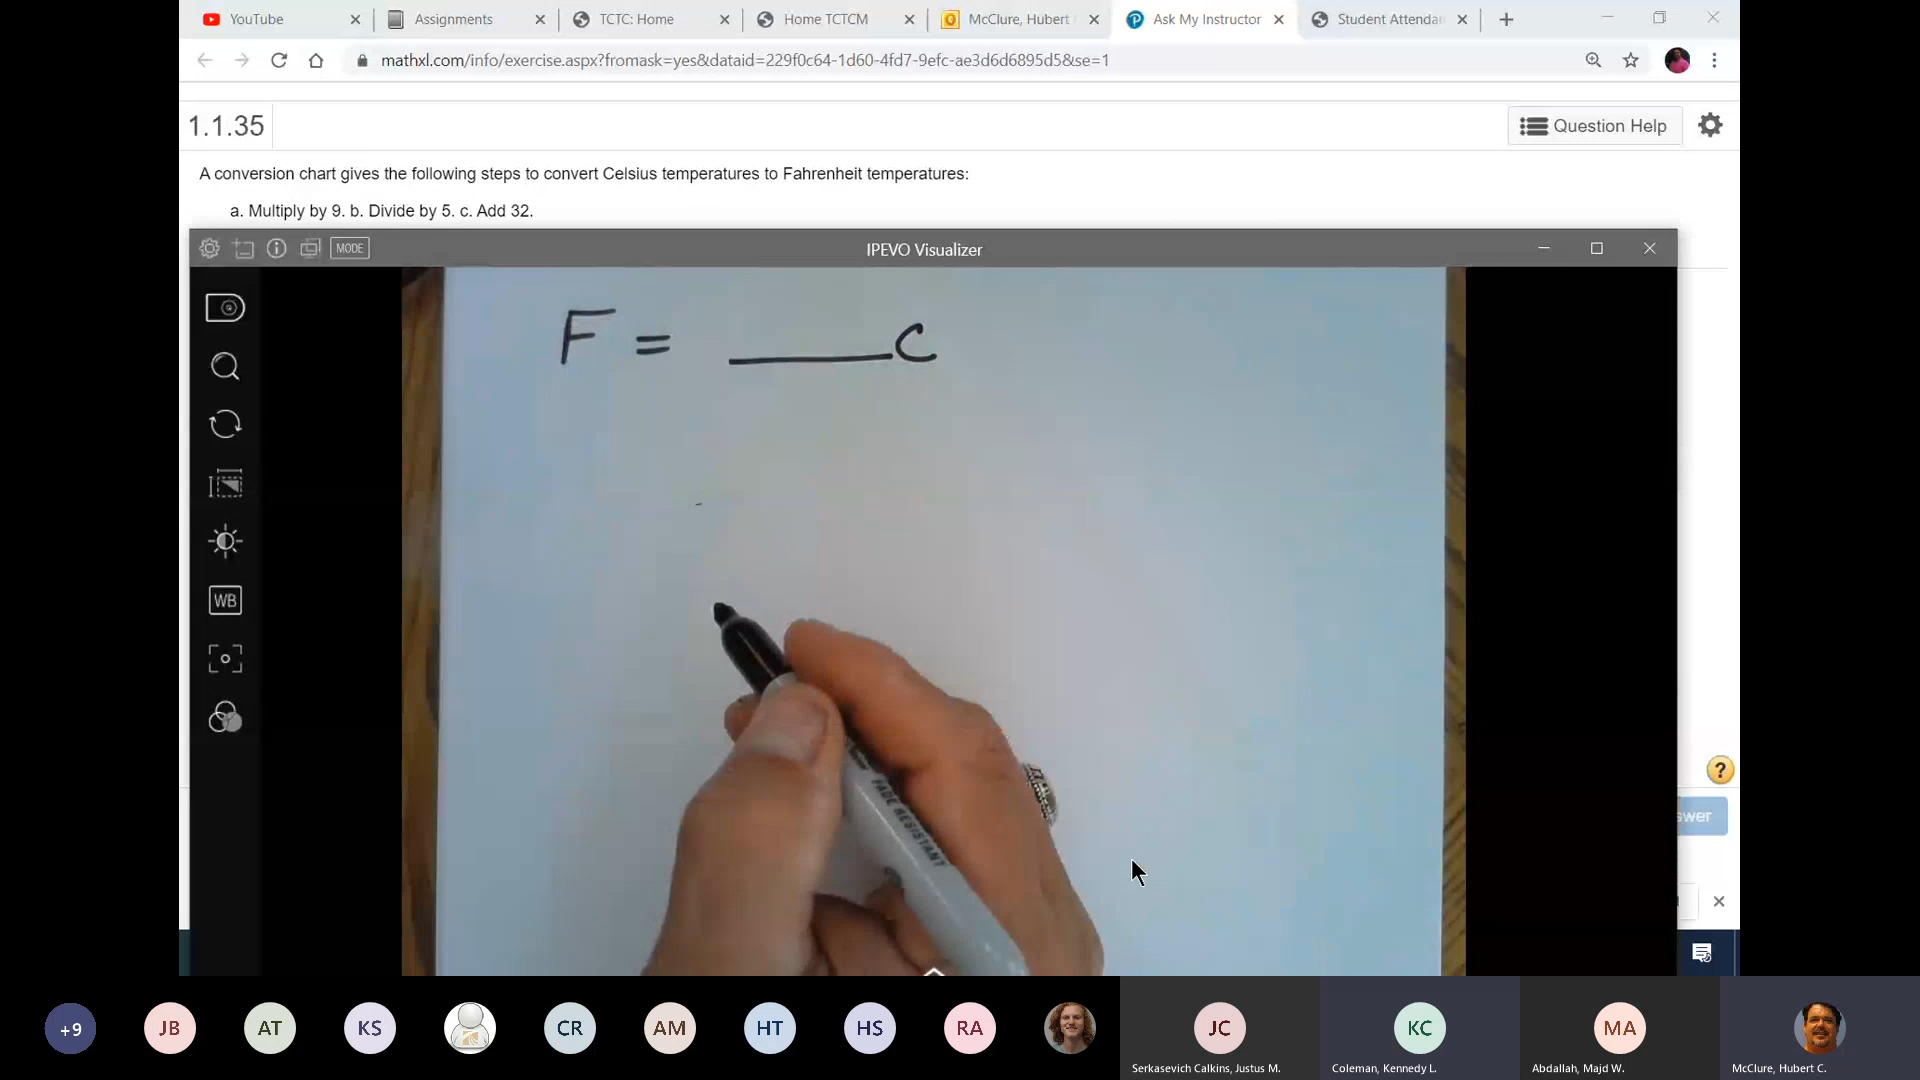 YouTube
Assignments
TCTC: Home
Home TCTCM
McClure, Hubert
Ask My Instructor
Student Attendan
mathxl.com/info/exercise.aspx?fromask=yes&dataid=229f0c64-1d60-4fd7-9efc-ae3d6d6895d5&se=1
1.1.35
Question Help
A conversion chart gives the following steps to convert Celsius temperatures to Fahrenheit temperatures:
a. Multiply by 9. b. Divide by 5. c. Add 32.
MODE
IPEVO Visualizer
F = ____C
WB
FADE RESISTANT
?
swer
+9
JB
AT
KS
CR
AM
HT
HS
RA
JC
KC
MA
Serkasevich Calkins, Justus M.
Coleman, Kennedy L.
Abdallah, Majd W.
McClure, Hubert C.